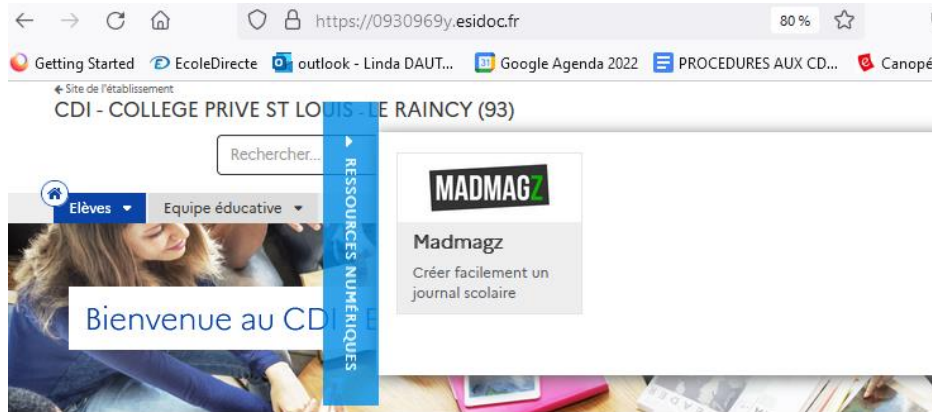 https://0930969y.esidoc.fr
80 %
Getting Started EcoleDirecte outlook - Linda DAUT... Google Agenda 2022 PROCEDURES AUX CD... Canopé
Site de l'établissement
CDI - COLLEGE PRIVE ST LOUIS - LE RAINCY (93)
Rechercher...
RESSOURCES NUMÉRIQUES
MADMAGZ
Elèves Equipe éducative
Madmagz
Créer facilement un
journal scolaire
Bienvenue au CDI